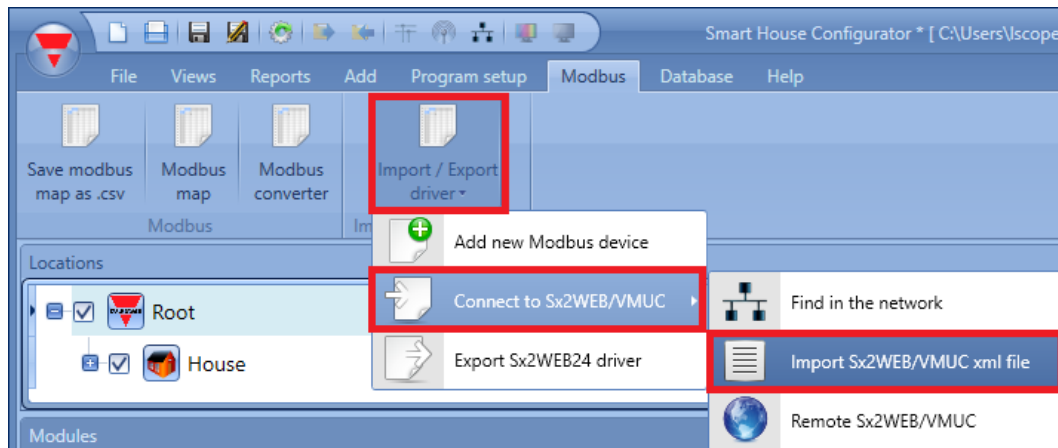 Smart House Configurator * [ C:\Users\Iscope
File Views Reports Add Program setup Modbus Database Help
Save modbus map as .csv
Modbus map
Modbus converter
Import / Export driver
Modbus
Im
Add new Modbus device
Connect to Sx2WEB/VMUC
Export Sx2WEB24 driver
Find in the network
Import Sx2WEB/VMUC xml file
Remote Sx2WEB/VMUC
Locations
Root
House
Modules